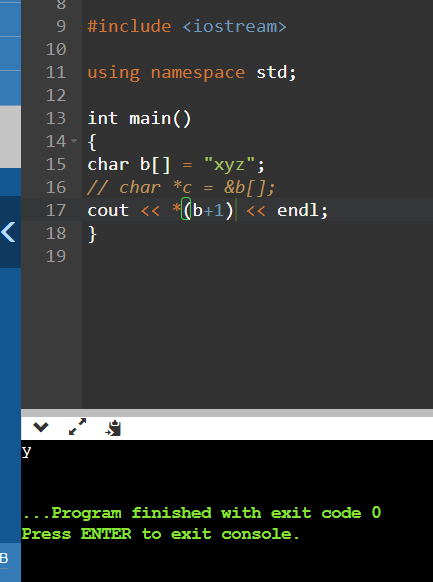 8
9 #include <iostream>
10
11 using namespace std;
12
13 int main()
14 {
15 char b[] = "xyz";
16 // char *c = &b[];
17 cout << *(b+1) << endl;
18 }
19
y
...Program finished with exit code 0
Press ENTER to exit console.
B